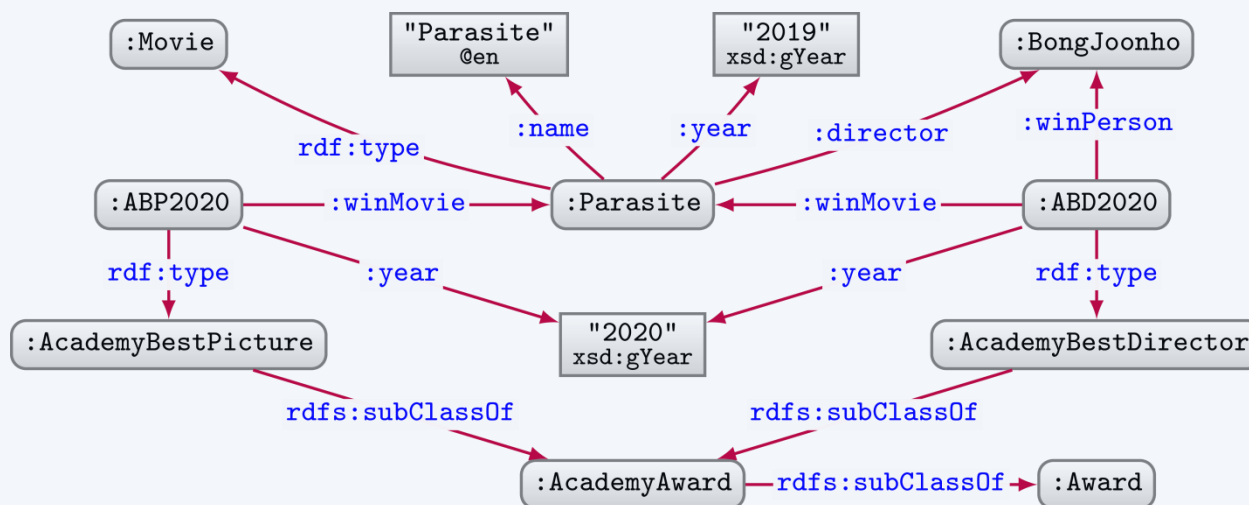 :Movie
"Parasite"
@en
"2019"
xsd:gYear
:BongJoonho
:name
:year
:director
:winPerson
rdf:type
:ABP2020
:winMovie
:Parasite
:winMovie
:ABD2020
rdf:type
:year
:year
rdf:type
:AcademyBestPicture
"2020"
xsd:gYear
:AcademyBestDirector
rdfs:subClassOf
rdfs:subClassOf
:AcademyAward
rdfs:subClassOf
:Award